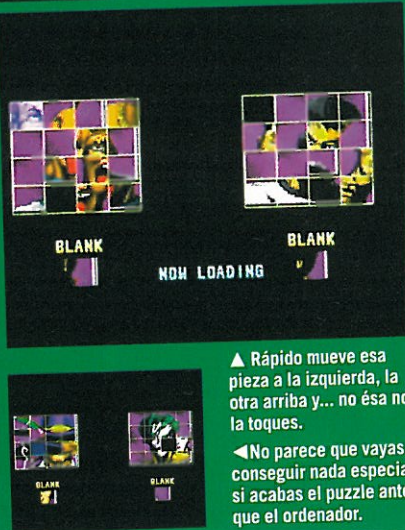 BLANK
BLANK
NOW LOADING
▲ Rápido mueve esa
pieza a la izquierda, la
otra arriba y... no ésa no
la toques.
◄No parece que vayas
conseguir nada especia
si acabas el puzzle ante
que el ordenador.
BLANK
BLANK